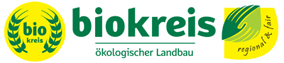 bio
kreis
biokreis
ökologischer Landbau
regional & fair